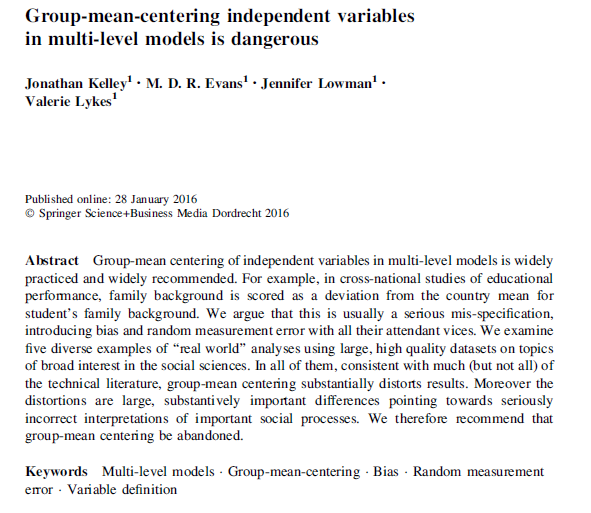 Group-mean-centering independent variables
in multi-level models is dangerous
Jonathan Kelley1 · M. D. R. Evans1 · Jennifer Lowman1 ·
Valerie Lykes1
Published online: 28 January 2016
© Springer Science+Business Media Dordrecht 2016
Abstract Group-mean centering of independent variables in multi-level models is widely
practiced and widely recommended. For example, in cross-national studies of educational
performance, family background is scored as a deviation from the country mean for
student's family background. We argue that this is usually a serious mis-specification,
introducing bias and random measurement error with all their attendant vices. We examine
five diverse examples of “real world” analyses using large, high quality datasets on topics
of broad interest in the social sciences. In all of them, consistent with much (but not all) of
the technical literature, group-mean centering substantially distorts results. Moreover the
distortions are large, substantively important differences pointing towards seriously
incorrect interpretations of important social processes. We therefore recommend that
group-mean centering be abandoned.
Keywords Multi-level models · Group-mean-centering · Bias · Random measurement
error · Variable definition